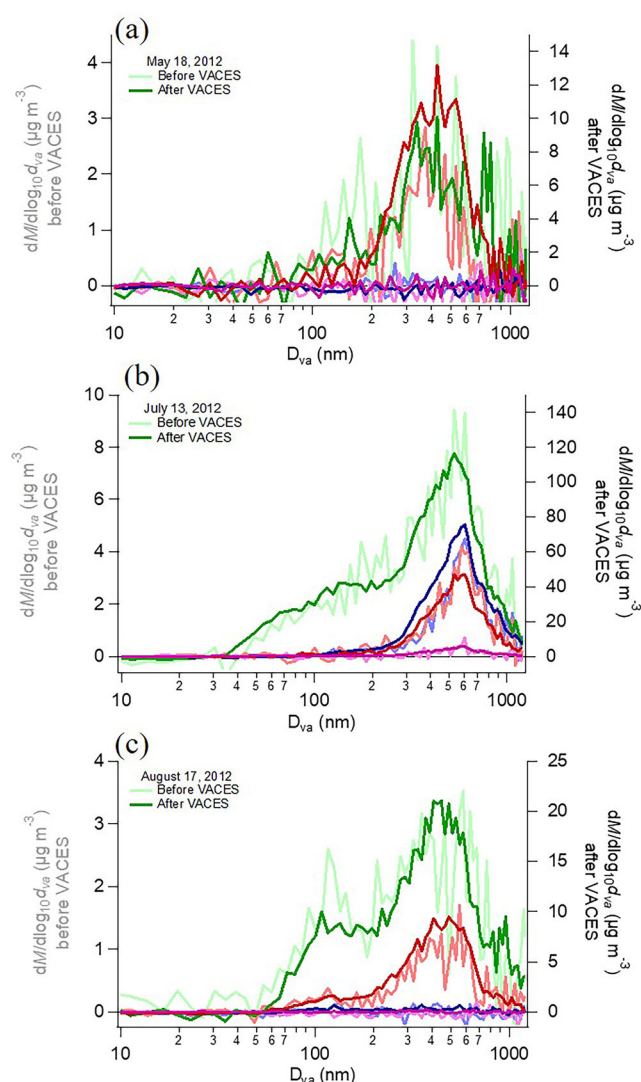 (a)
May 18, 2012
Before VACES
After VACES
dM/dlog10dva (µg m-3)
before VACES
4
3
2
1
0
dM/dlog10dva (µg m-3)
after VACES
14
12
10
8
6
4
2
0
10 2 3 4 5 6 7 100 2 3 4 5 6 7 1000
Dva (nm)
(b)
July 13, 2012
Before VACES
After VACES
dM/dlog10dva (µg m-3)
before VACES
10
8
6
4
2
0
dM/dlog10dva (µg m-3)
after VACES
140
120
100
80
60
40
20
0
10 2 3 4 5 6 7 100 2 3 4 5 6 7 1000
Dva (nm)
(c)
August 17, 2012
Before VACES
After VACES
dM/dlog10dva (µg m-3)
before VACES
4
3
2
1
0
dM/dlog10dva (µg m-3)
after VACES
25
20
15
10
5
0
10 2 3 4 5 6 7 100 2 3 4 5 6 7 1000
Dva (nm)